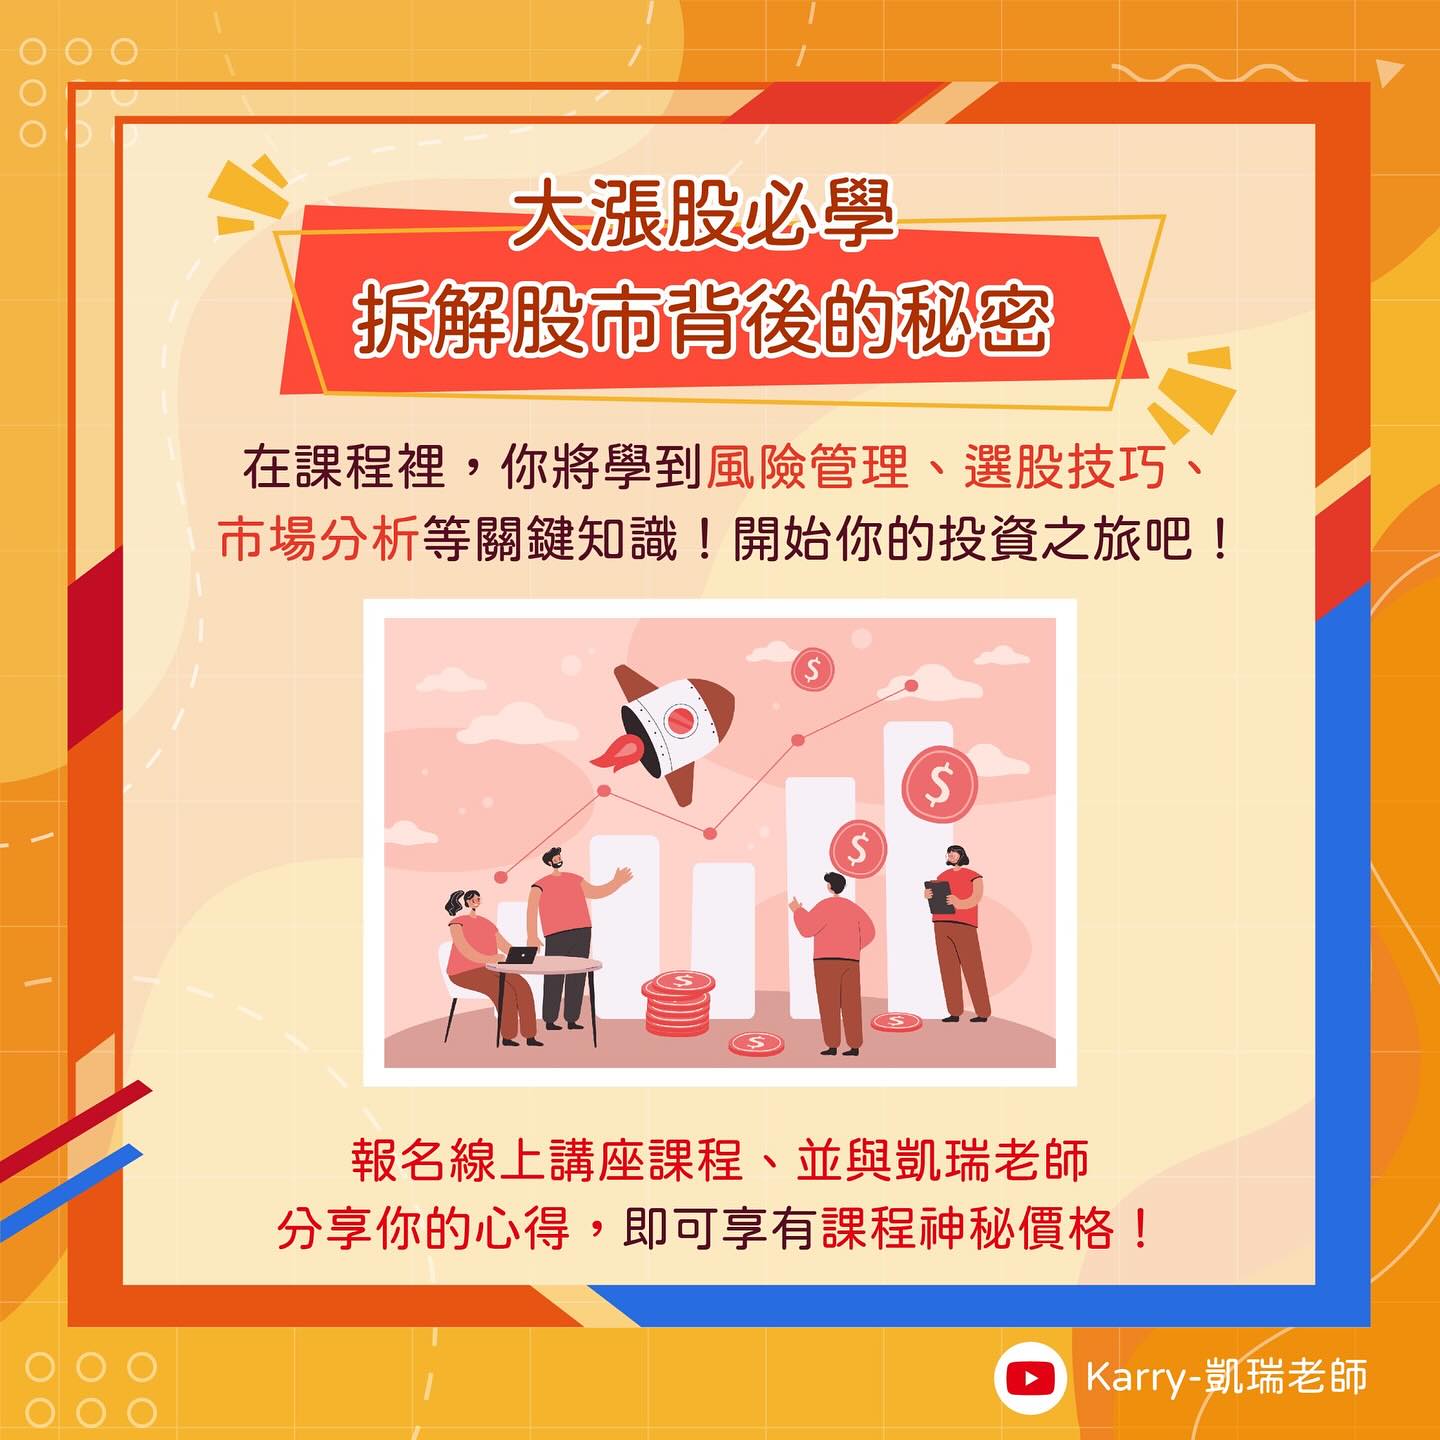 大漲股必學
拆解股市背後的秘密
在課程裡，你將學到風險管理、選股技巧、
市場分析等關鍵知識！開始你的投資之旅吧！
$
$
$
$
$
$
報名線上講座課程、並與凱瑞老師
分享你的心得，即可享有課程神秘價格！
Karry-凱瑞老師